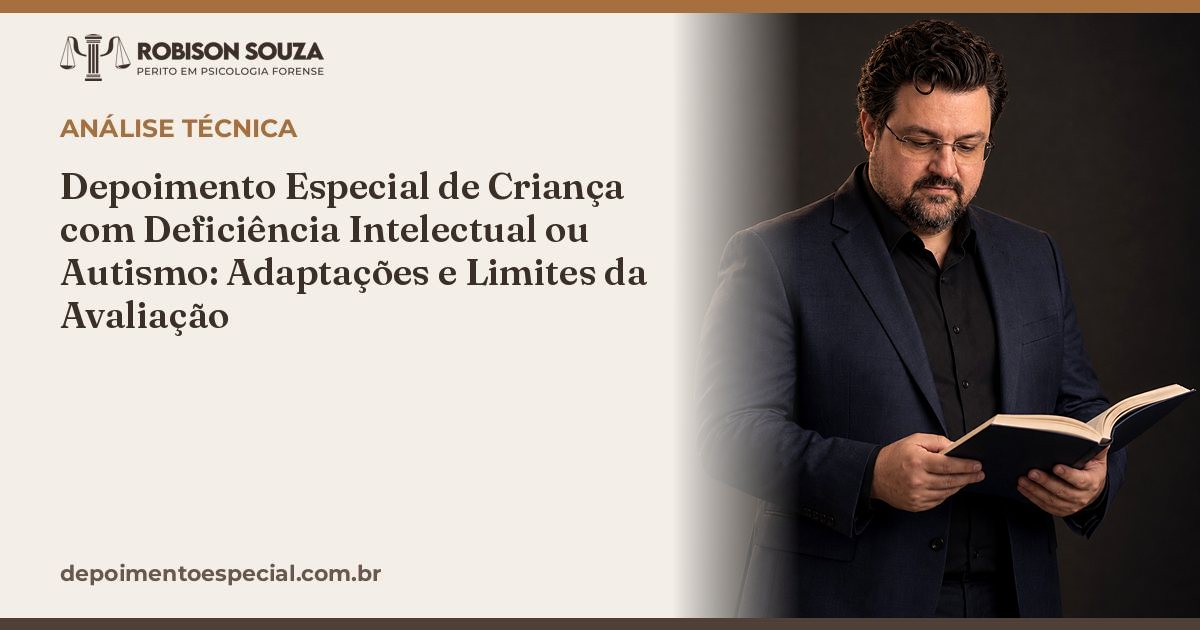 ROBISON SOUZA
PERITO EM PSICOLOGIA FORENSE
ANÁLISE TÉCNICA
Depoimento Especial de Criança
com Deficiência Intelectual ou
Autismo: Adaptações e Limites da
Avaliação
depoimentoespecial.com.br